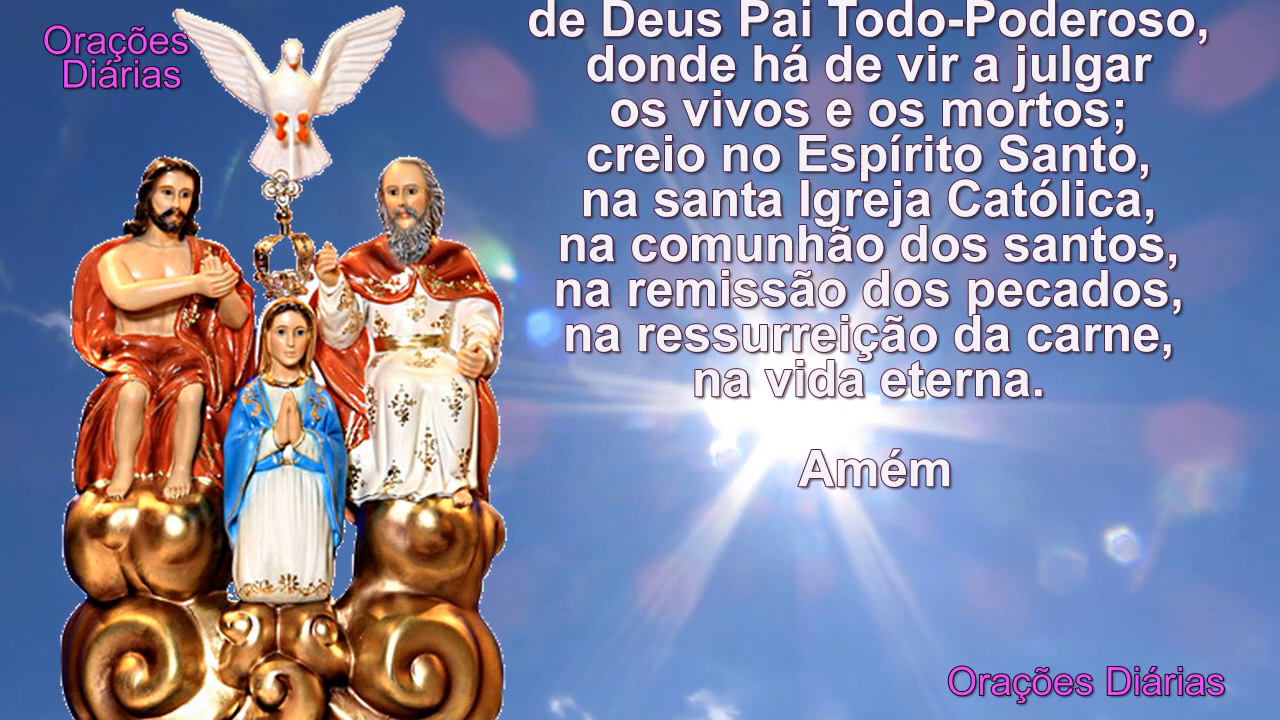 Orações
Diárias
de Deus Pai Todo-Poderoso,
donde há de vir a julgar
os vivos e os mortos;
creio no Espírito Santo,
na santa Igreja Católica,
na comunhão dos santos,
na remissão dos pecados,
na ressurreição da carne,
na vida eterna.
Amém
Orações Diárias